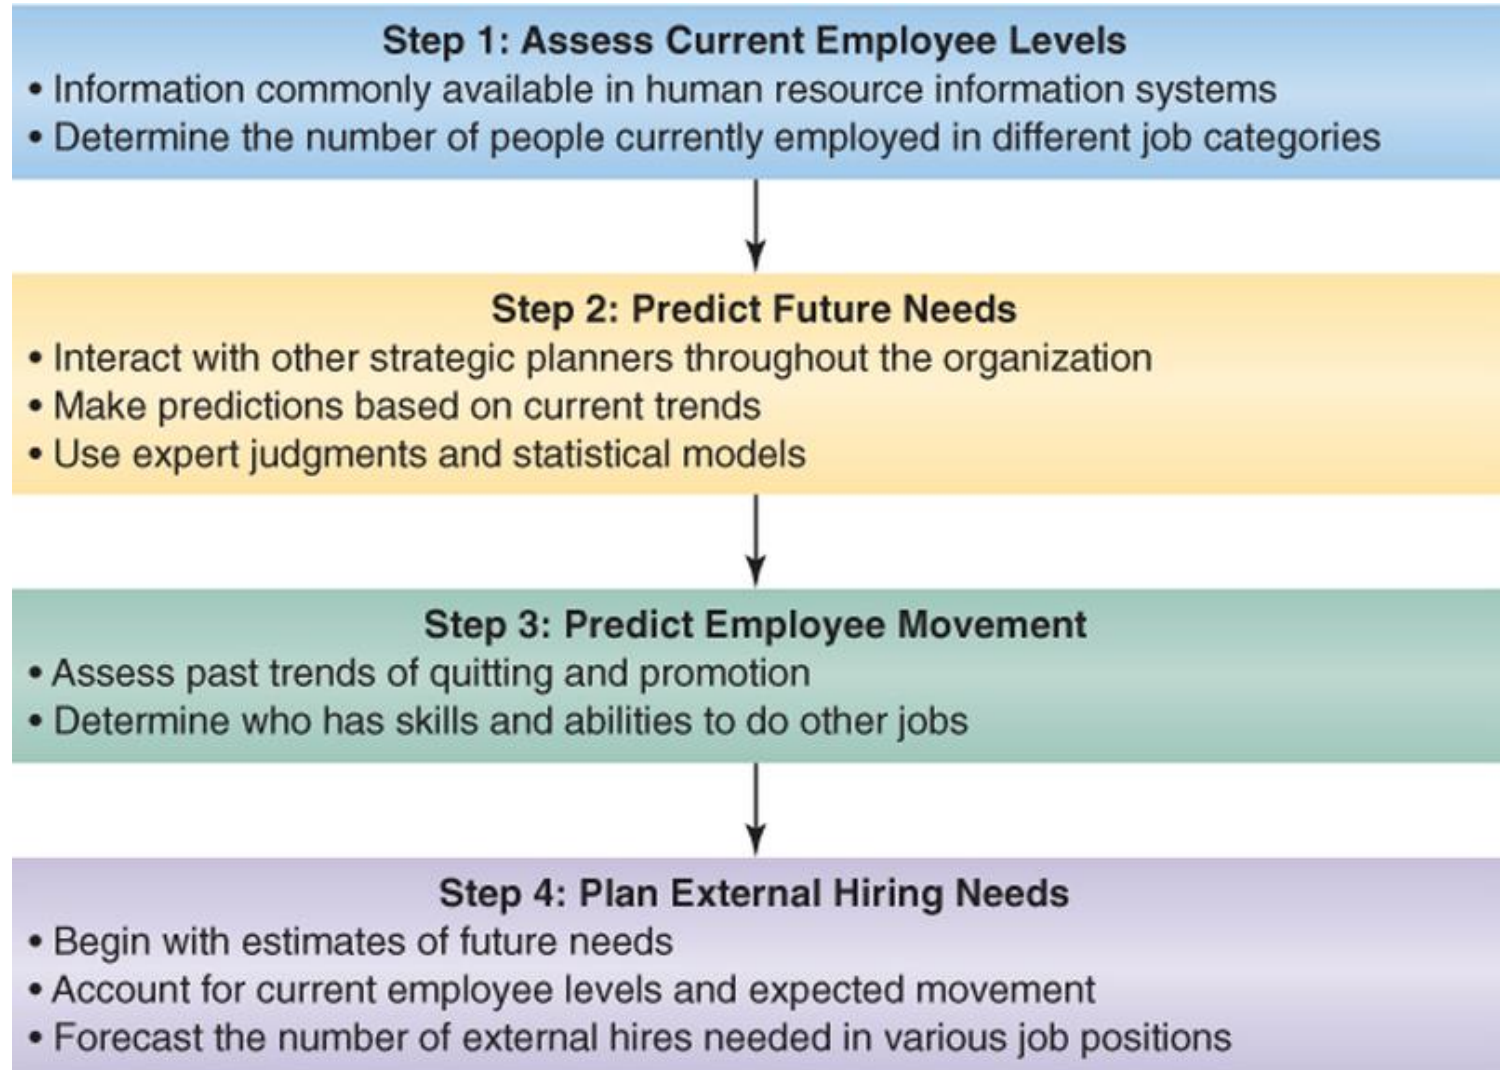 Step 1: Assess Current Employee Levels
• Information commonly available in human resource information systems
• Determine the number of people currently employed in different job categories
Step 2: Predict Future Needs
• Interact with other strategic planners throughout the organization
• Make predictions based on current trends
• Use expert judgments and statistical models
Step 3: Predict Employee Movement
• Assess past trends of quitting and promotion
• Determine who has skills and abilities to do other jobs
Step 4: Plan External Hiring Needs
• Begin with estimates of future needs
• Account for current employee levels and expected movement
• Forecast the number of external hires needed in various job positions